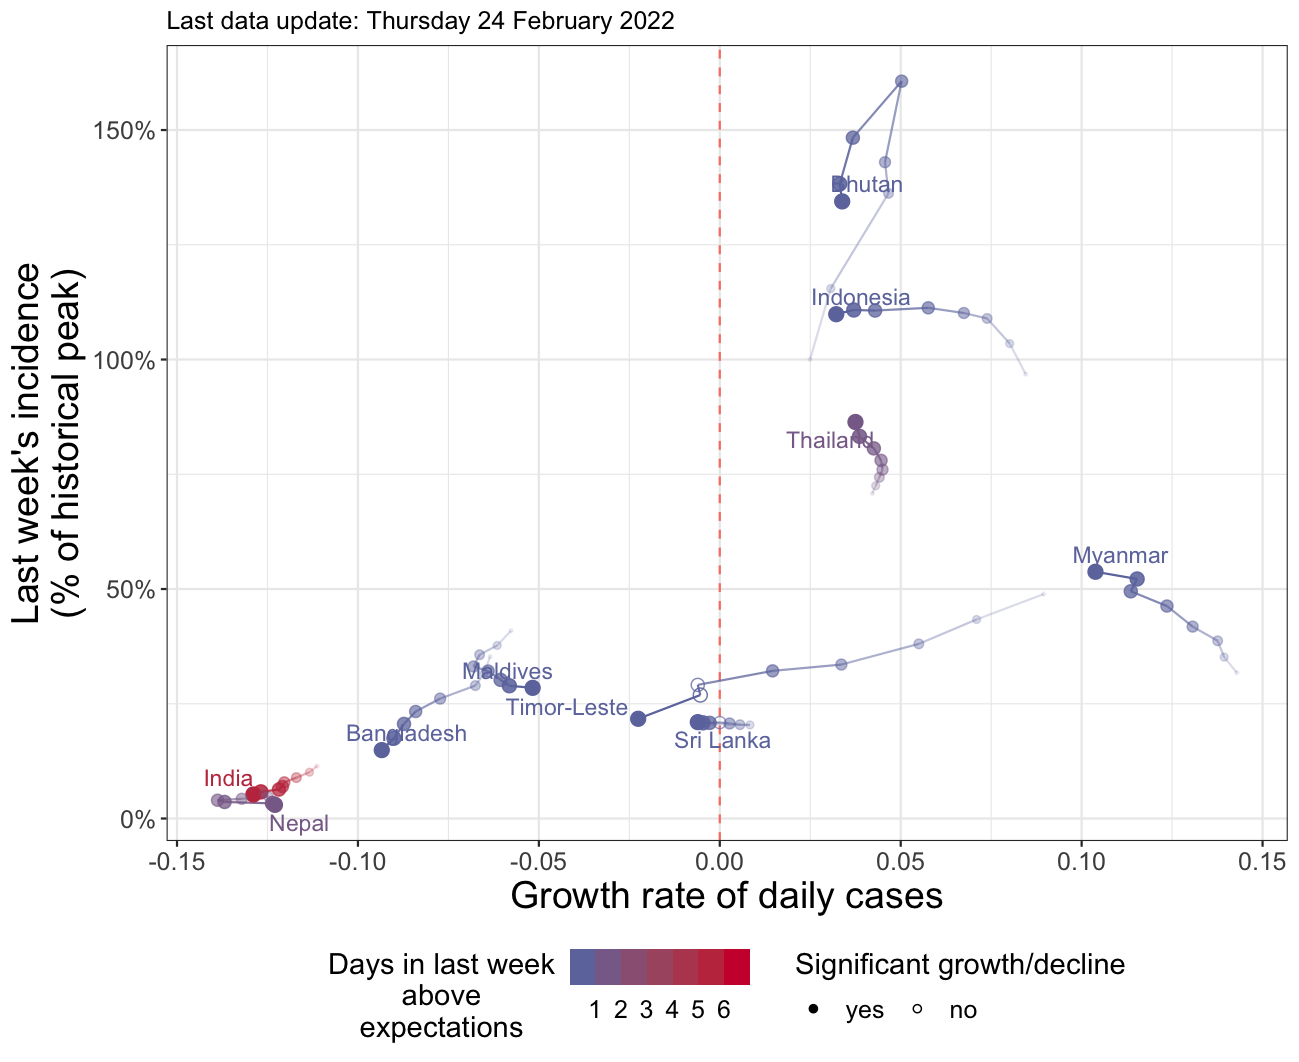 Last data update: Thursday 24 February 2022
Last week's incidence
(% of historical peak)
150%
100%
50%
0%
Bhutan
Indonesia
Thailand
Myanmar
Maldives
Timor-Leste
Bangladesh
Sri Lanka
India
Nepal
-0.15 -0.10 -0.05 0.00 0.05 0.10 0.15
Growth rate of daily cases
Days in last week
above
expectations
1 2 3 4 5 6
Significant growth/decline
yes no